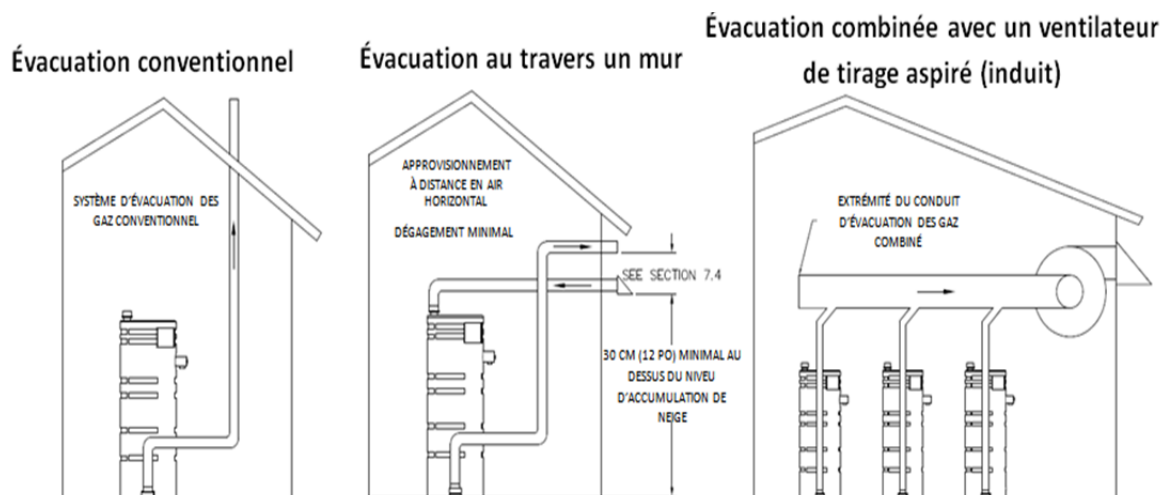 Évacuation conventionnel
SYSTÈME D'ÉVACUATION DES
GAZ CONVENTIONNEL
Évacuation au travers un mur
APPROVISIONNEMENT
À DISTANCE EN AIR
HORIZONTAL
DÉGAGEMENT MINIMAL
SEE SECTION 7.4
30 CM (12 PO) MINIMAL AU
DESSUS DU NIVEU
D'ACCUMULATION DE
NEIGE
Évacuation combinée avec un ventilateur
de tirage aspiré (induit)
EXTRÉMITÉ DU CONDUIT
D'ÉVACUATION DES GAZ
COMBINÉ